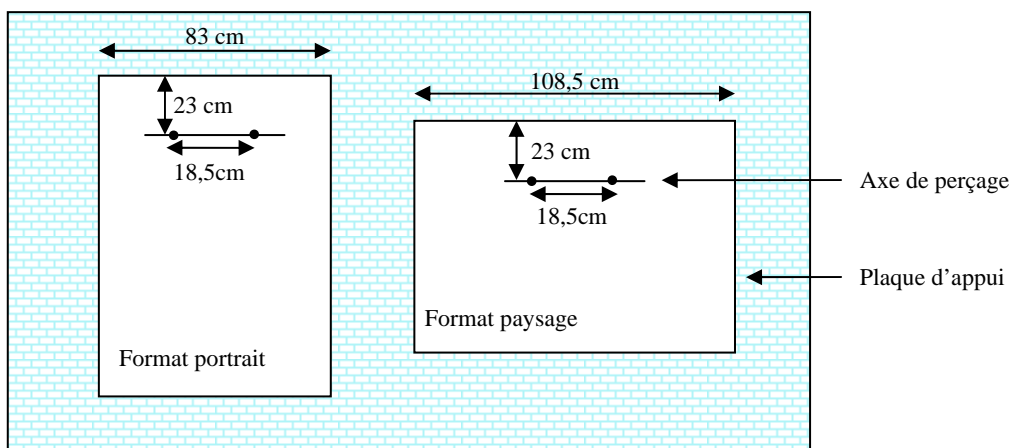 83 cm
23 cm
18,5cm
Format portrait
108,5 cm
23 cm
18,5cm
Format paysage
Axe de perçage
Plaque d’appui